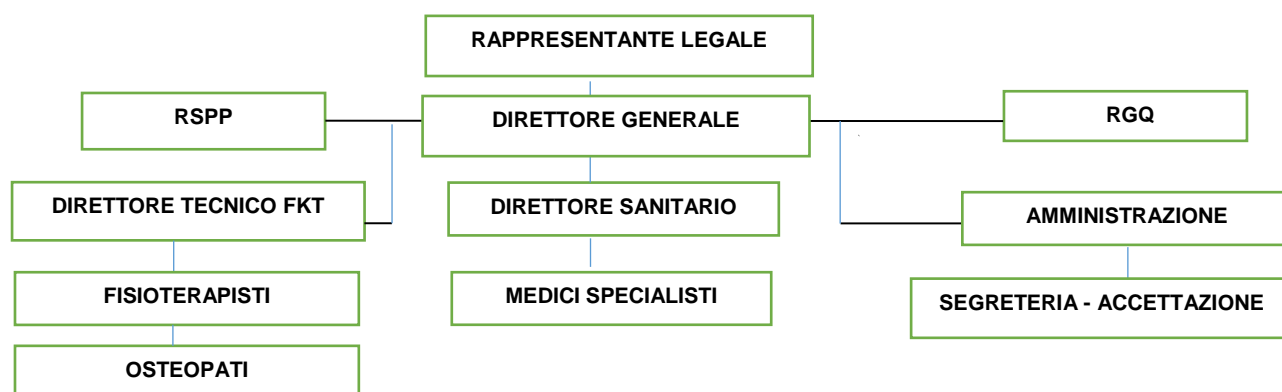 RAPPRESENTANTE LEGALE
RSPP
DIRETTORE GENERALE
RGQ
DIRETTORE TECNICO FKT
DIRETTORE SANITARIO
AMMINISTRAZIONE
FISIOTERAPISTI
MEDICI SPECIALISTI
SEGRETERIA - ACCETTAZIONE
OSTEOPATI